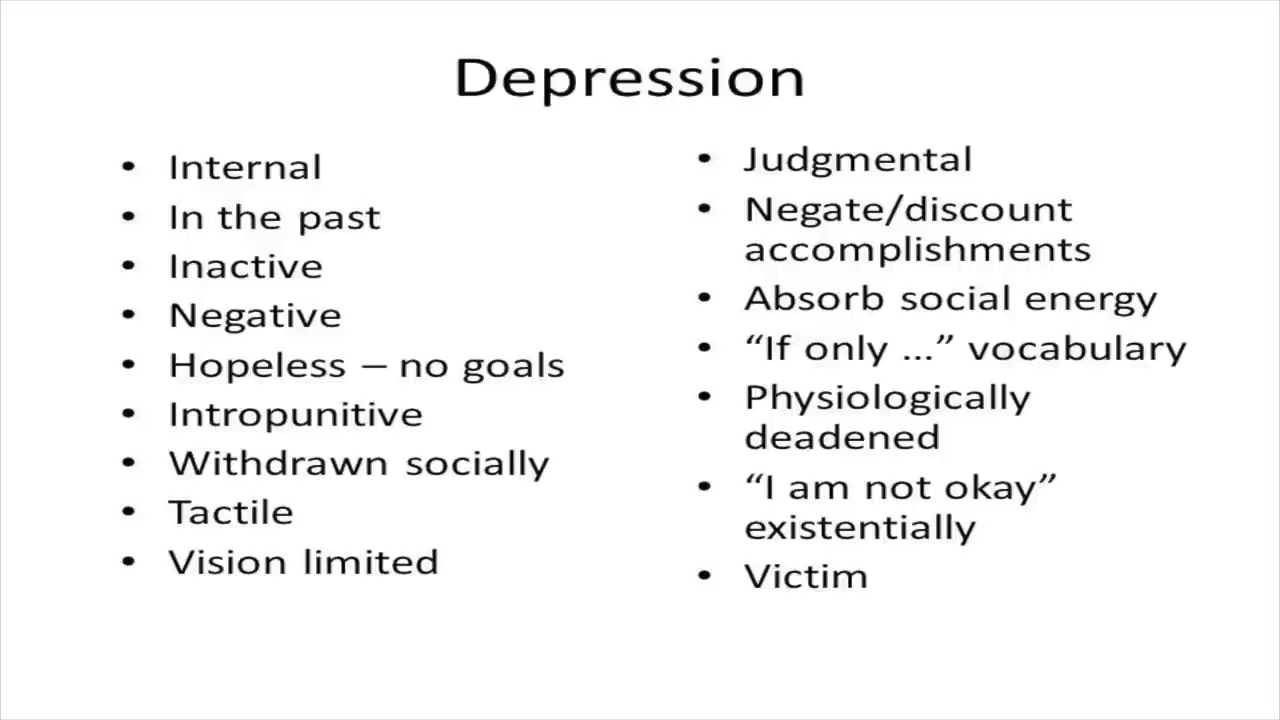 Depression
• Internal
• In the past
• Inactive
• Negative
• Hopeless – no goals
• Intropunitive
• Withdrawn socially
• Tactile
• Vision limited
• Judgmental
• Negate/discount
accomplishments
• Absorb social energy
• “If only ...” vocabulary
• Physiologically
deadened
• “I am not okay”
existentially
• Victim